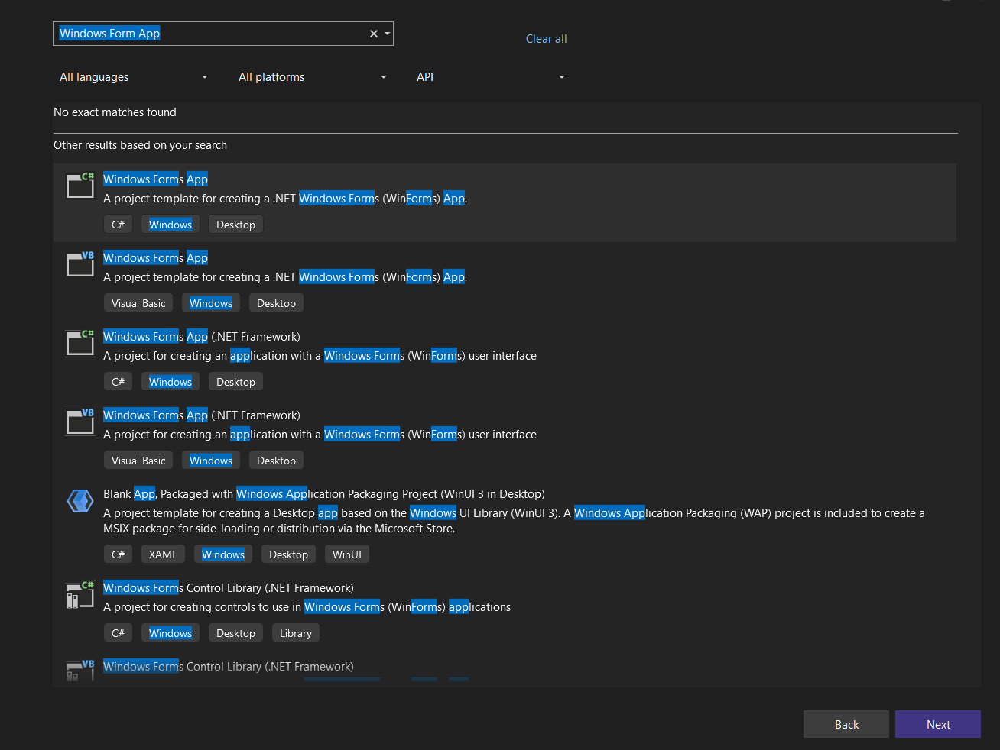 Windows Form App
Clear all
All languages
All platforms
API
No exact matches found
Other results based on your search
C#
Windows Forms App
A project template for creating a .NET Windows Forms (WinForms) App.
C#
Windows
Desktop
VB
Windows Forms App
A project template for creating a .NET Windows Forms (WinForms) App.
Visual Basic
Windows
Desktop
C#
Windows Forms App (.NET Framework)
A project for creating an application with a Windows Forms (WinForms) user interface
C#
Windows
Desktop
VB
Windows Forms App (.NET Framework)
A project for creating an application with a Windows Forms (WinForms) user interface
Visual Basic
Windows
Desktop
Blank App, Packaged with Windows Application Packaging Project (WinUI 3 in Desktop)
A project template for creating a Desktop app based on the Windows UI Library (WinUI 3). A Windows Application Packaging (WAP) project is included to create a
MSIX package for side-loading or distribution via the Microsoft Store.
C#
XAML
Windows
Desktop
WinUI
C#
Windows Forms Control Library (.NET Framework)
A project for creating controls to use in Windows Forms (WinForms) applications
C#
Windows
Desktop
Library
VB
Windows Forms Control Library (.NET Framework)
Back
Next